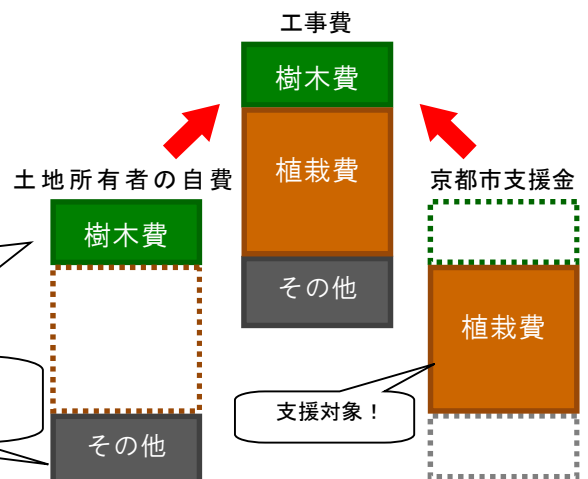 工事費
樹木費
植栽費
その他
土地所有者の自費
樹木費
その他
京都市支援金
植栽費
支援対象！